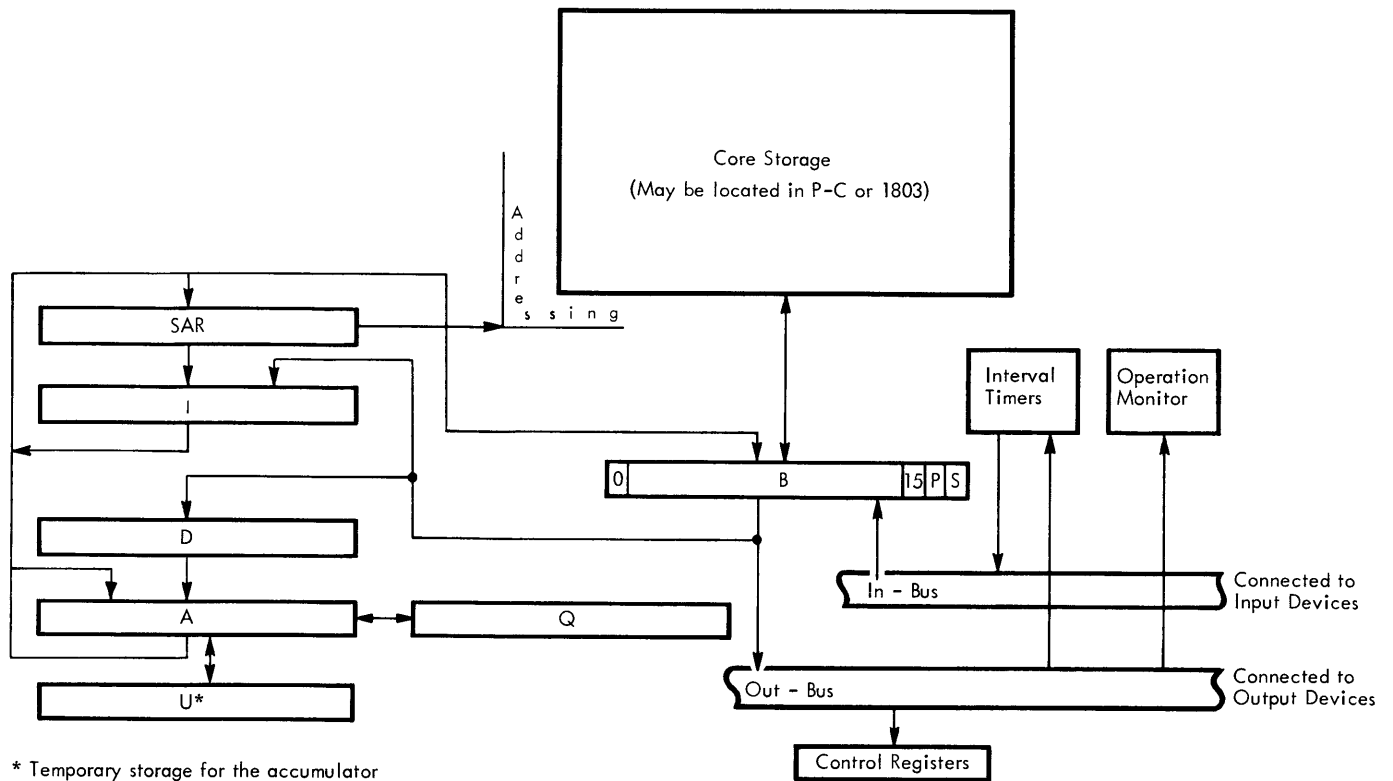 Core Storage
(May be located in P-C or 1803)
Addressing
SAR
I
Interval
Timers
Operation
Monitor
0 B 15 P S
D
In - Bus
Connected to
Input Devices
A
Q
U*
Out - Bus
Connected to
Output Devices
Control Registers
* Temporary storage for the accumulator